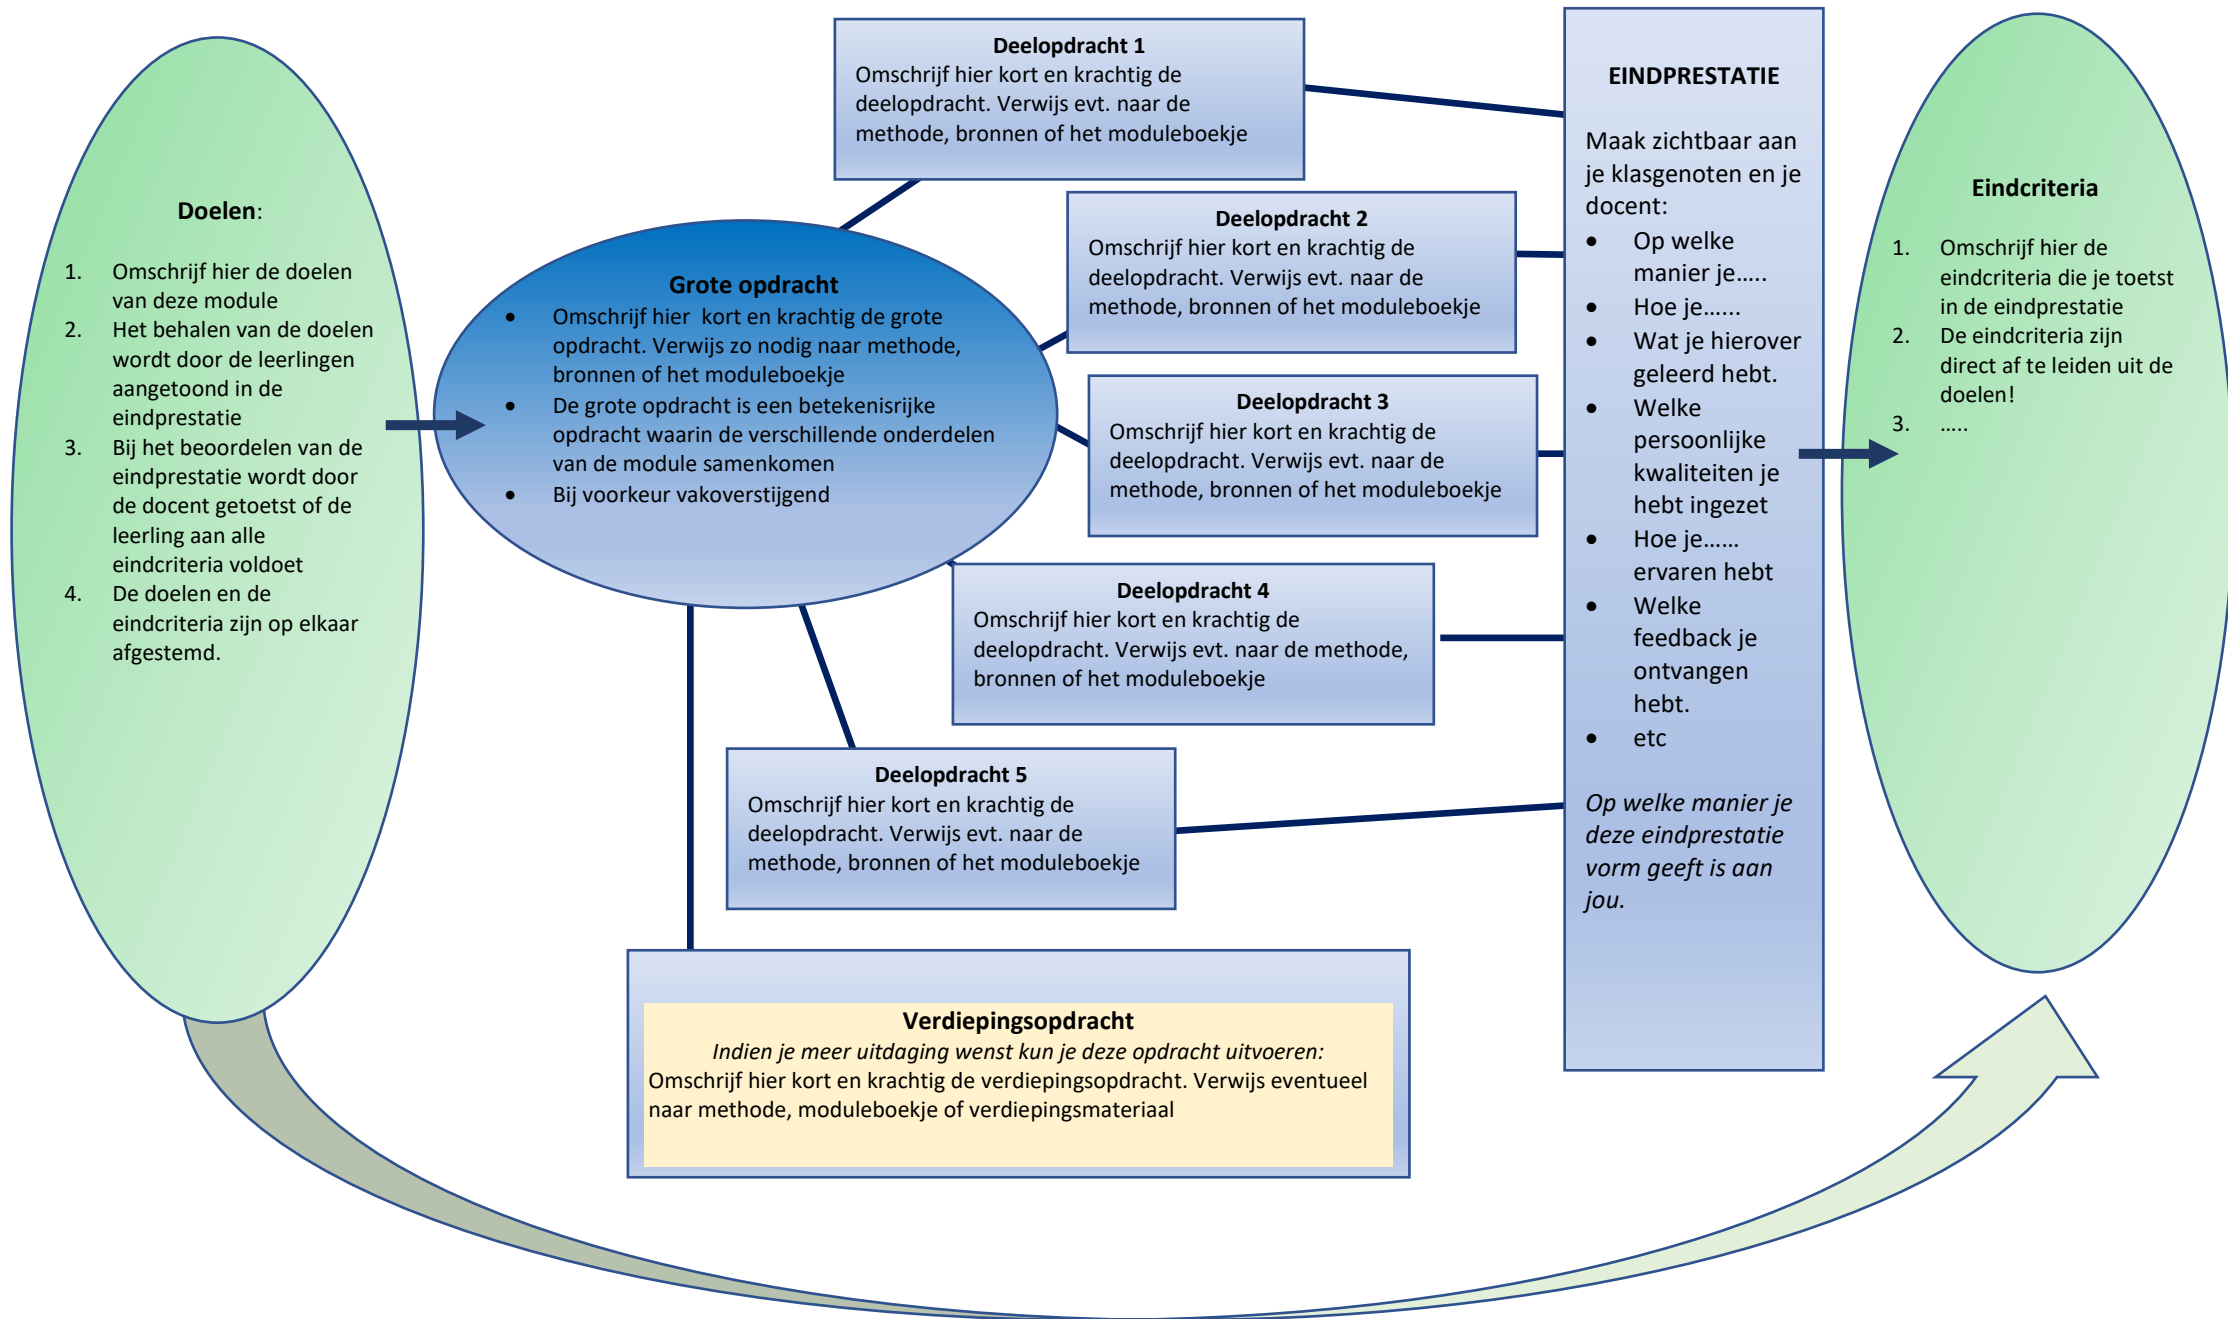 Doelen:
1. Omschrijf hier de doelen
van deze module
2. Het behalen van de doelen
wordt door de leerlingen
aangetoond in de
eindprestatie
3. Bij het beoordelen van de
eindprestatie wordt door
de docent getoetst of de
leerling aan alle
eindcriteria voldoet
4. De doelen en de
eindcriteria zijn op elkaar
afgestemd.
Grote opdracht
• Omschrijf hier  kort en krachtig de grote
opdracht. Verwijs zo nodig naar methode,
bronnen of het moduleboekje
• De grote opdracht is een betekenisrijke
opdracht waarin de verschillende onderdelen
van de module samenkomen
• Bij voorkeur vakoverstijgend
Deelopdracht 1
Omschrijf hier kort en krachtig de
deelopdracht. Verwijs evt. naar de
methode, bronnen of het moduleboekje
Deelopdracht 2
Omschrijf hier kort en krachtig de
deelopdracht. Verwijs evt. naar de
methode, bronnen of het moduleboekje
Deelopdracht 3
Omschrijf hier kort en krachtig de
deelopdracht. Verwijs evt. naar de
methode, bronnen of het moduleboekje
Deelopdracht 4
Omschrijf hier kort en krachtig de
deelopdracht. Verwijs evt. naar de methode,
bronnen of het moduleboekje
Deelopdracht 5
Omschrijf hier kort en krachtig de
deelopdracht. Verwijs evt. naar de
methode, bronnen of het moduleboekje
Verdiepingsopdracht
Indien je meer uitdaging wenst kun je deze opdracht uitvoeren:
Omschrijf hier kort en krachtig de verdiepingsopdracht. Verwijs eventueel
naar methode, moduleboekje of verdiepingsmateriaal
EINDPRESTATIE
Maak zichtbaar aan
je klasgenoten en je
docent:
• Op welke
manier je.....
• Hoe je......
• Wat je hierover
geleerd hebt.
• Welke
persoonlijke
kwaliteiten je
hebt ingezet
• Hoe je......
ervaren hebt
• Welke
feedback je
ontvangen
hebt.
• etc
Op welke manier je
deze eindprestatie
vorm geeft is aan
jou.
Eindcriteria
1. Omschrijf hier de
eindcriteria die je toetst
in de eindprestatie
2. De eindcriteria zijn
direct af te leiden uit de
doelen!
3. .....